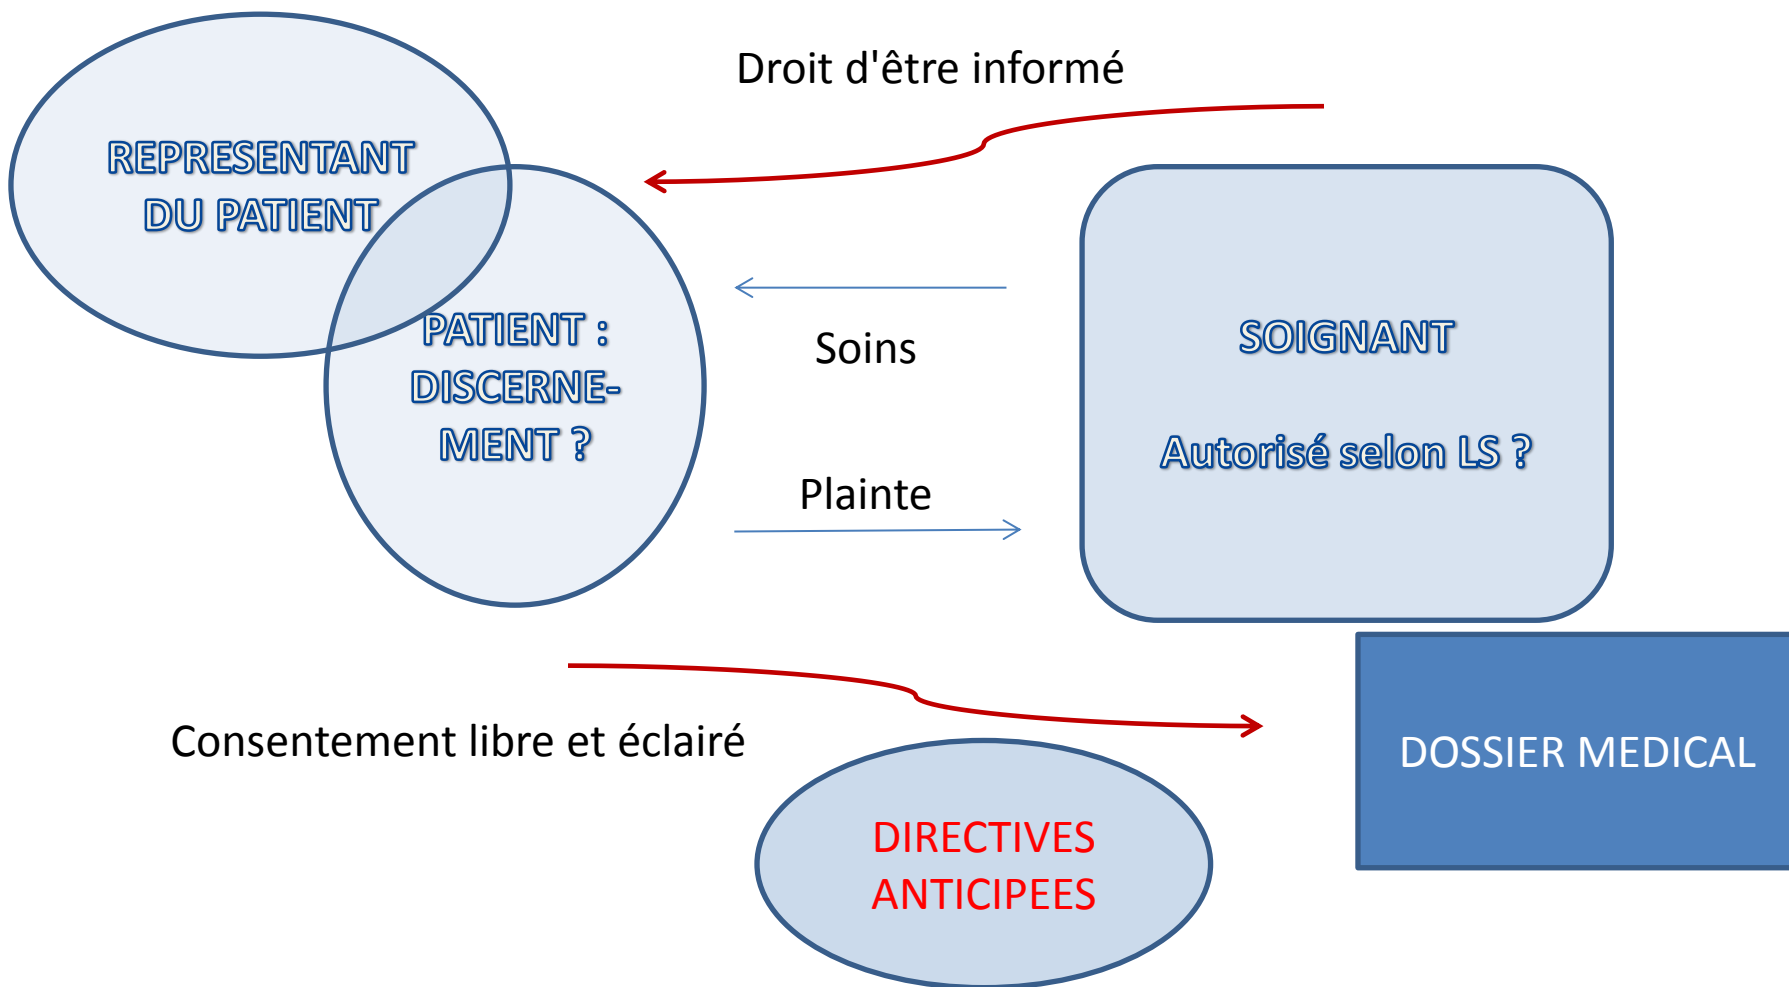 Droit d'être informé
REPRESENTANT
DU PATIENT
PATIENT :
DISCERNE-
MENT ?
Soins
Plainte
SOIGNANT
Autorisé selon LS ?
Consentement libre et éclairé
DOSSIER MEDICAL
DIRECTIVES
ANTICIPEES